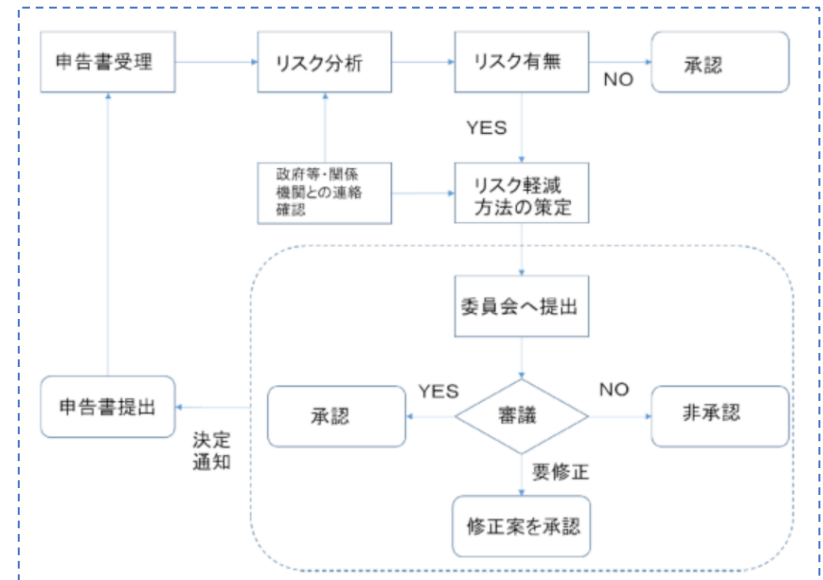 申告書受理
リスク分析
リスク有無
NO
承認
YES
政府等・関係
機関との連絡
確認
リスク軽減
方法の策定
委員会へ提出
申告書提出
決定
通知
承認
YES
審議
NO
非承認
要修正
修正案を承認